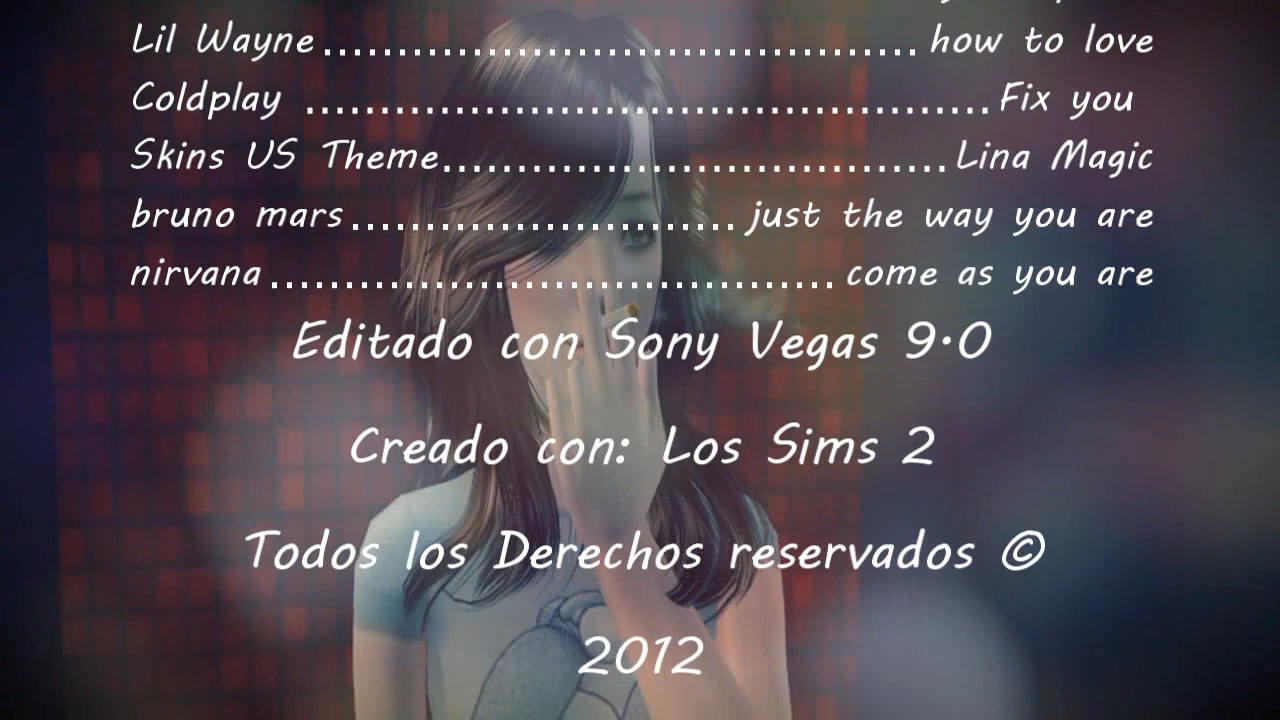 Lil Wayne................................................ how to love
Coldplay ....................................................... Fix you
Skins US Theme......................................... Lina Magic
bruno mars............................... just the way you are
nirvana.............................................. come as you are
Editado con Sony Vegas 9.0
Creado con: Los Sims 2
Todos los Derechos reservados ©
2012